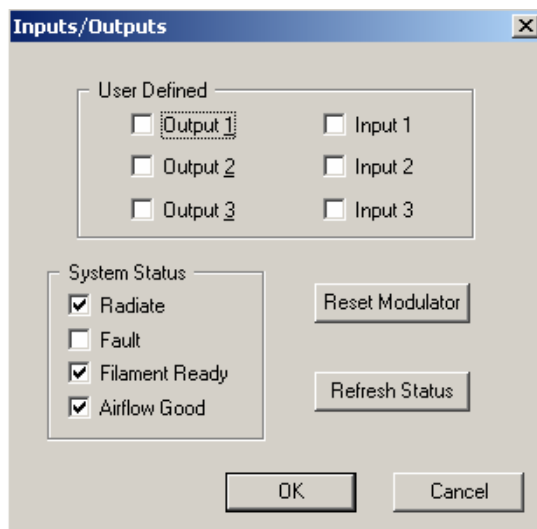 Inputs/Outputs
User Defined
Output 1 Input 1
Output 2 Input 2
Output 3 Input 3
System Status
Radiate
Fault
Filament Ready
Airflow Good
Reset Modulator
Refresh Status
OK Cancel